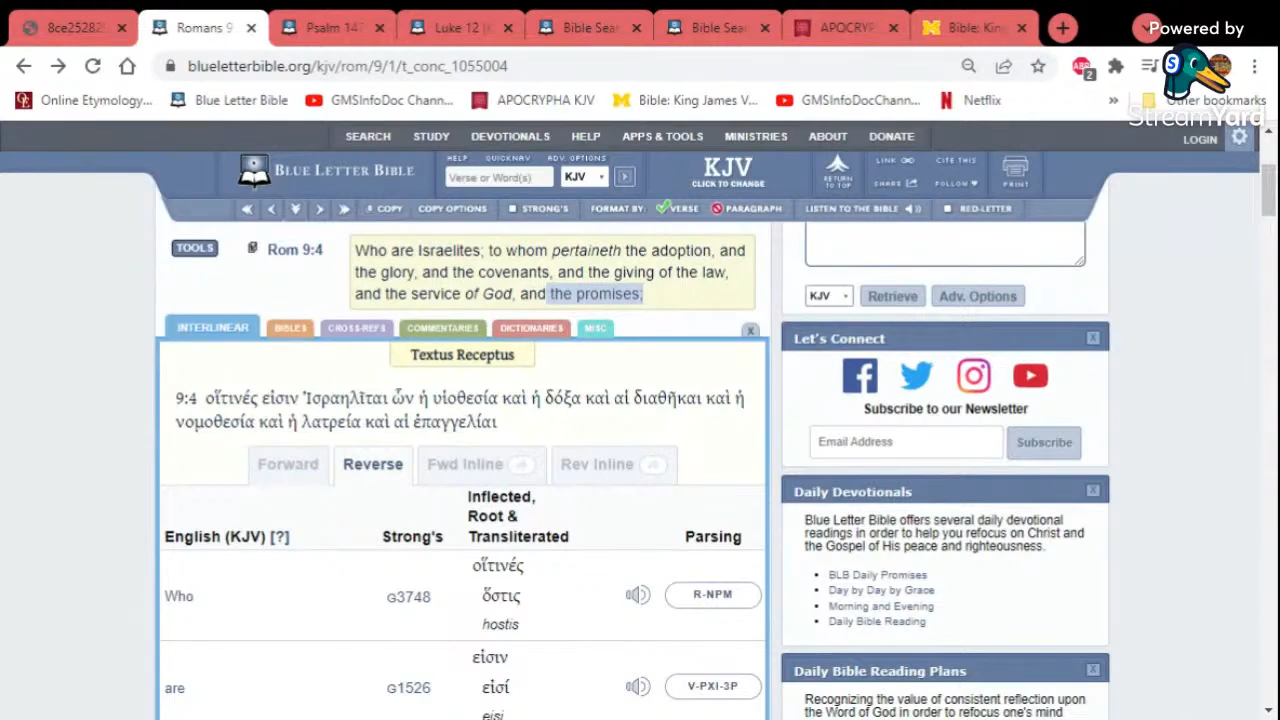 8ce2528
Romans 9
Psalm 147
Luke 12 (
Bible Sea
Bible Sea
APOCRYP
Bible: Kin
Powered by
StreamYard
blueletterbible.org/kjv/rom/9/1/t_conc_1055004
ABP
2
Online Etymology...
Blue Letter Bible
GMSInfoDoc Chann...
APOCRYPHA KJV
Bible: King James V...
GMSInfoDocChann...
Netflix
»
Other bookmarks
SEARCH STUDY DEVOTIONALS HELP APPS & TOOLS MINISTRIES ABOUT DONATE
LOGIN
BLUE LETTER BIBLE
HELP QUICKNAV ADV. OPTIONS
Verse or Word(s)
KJV
KJV
CLICK TO CHANGE
RETURN
TO TOP
LINK
CITE THIS
SHARE
FOLLOW
PRINT
COPY COPY OPTIONS STRONG'S FORMAT BY: VERSE PARAGRAPH LISTEN TO THE BIBLE RED-LETTER
TOOLS
Rom 9:4
Who are Israelites; to whom pertaineth the adoption, and
the glory, and the covenants, and the giving of the law,
and the service of God, and the promises;
INTERLINEAR BIBLES CROSS-REFS COMMENTARIES DICTIONARIES MISC
x
Textus Receptus
9:4 οἵτινές εἰσιν Ἰσραηλῖται ὧν ἡ υἱοθεσία καὶ ἡ δόξα καὶ αἱ διαθῆκαι καὶ ἡ
νομοθεσία καὶ ἡ λατρεία καὶ αἱ ἐπαγγελίαι
Forward Reverse Fwd Inline Rev Inline
English (KJV) [?]
Strong's
Inflected,
Root &
Transliterated
Parsing
Who
G3748
οἵτινές
ὅστις
hostis
R-NPM
are
G1526
εἰσιν
εἰσί
eisi
V-PXI-3P
KJV
Retrieve
Adv. Options
Let's Connect
X
Subscribe to our Newsletter
Email Address
Subscribe
Daily Devotionals
X
Blue Letter Bible offers several daily devotional
readings in order to help you refocus on Christ and
the Gospel of His peace and righteousness.
BLB Daily Promises
Day by Day by Grace
Morning and Evening
Daily Bible Reading
Daily Bible Reading Plans
X
Recognizing the value of consistent reflection upon
the Word of God in order to refocus one's mind